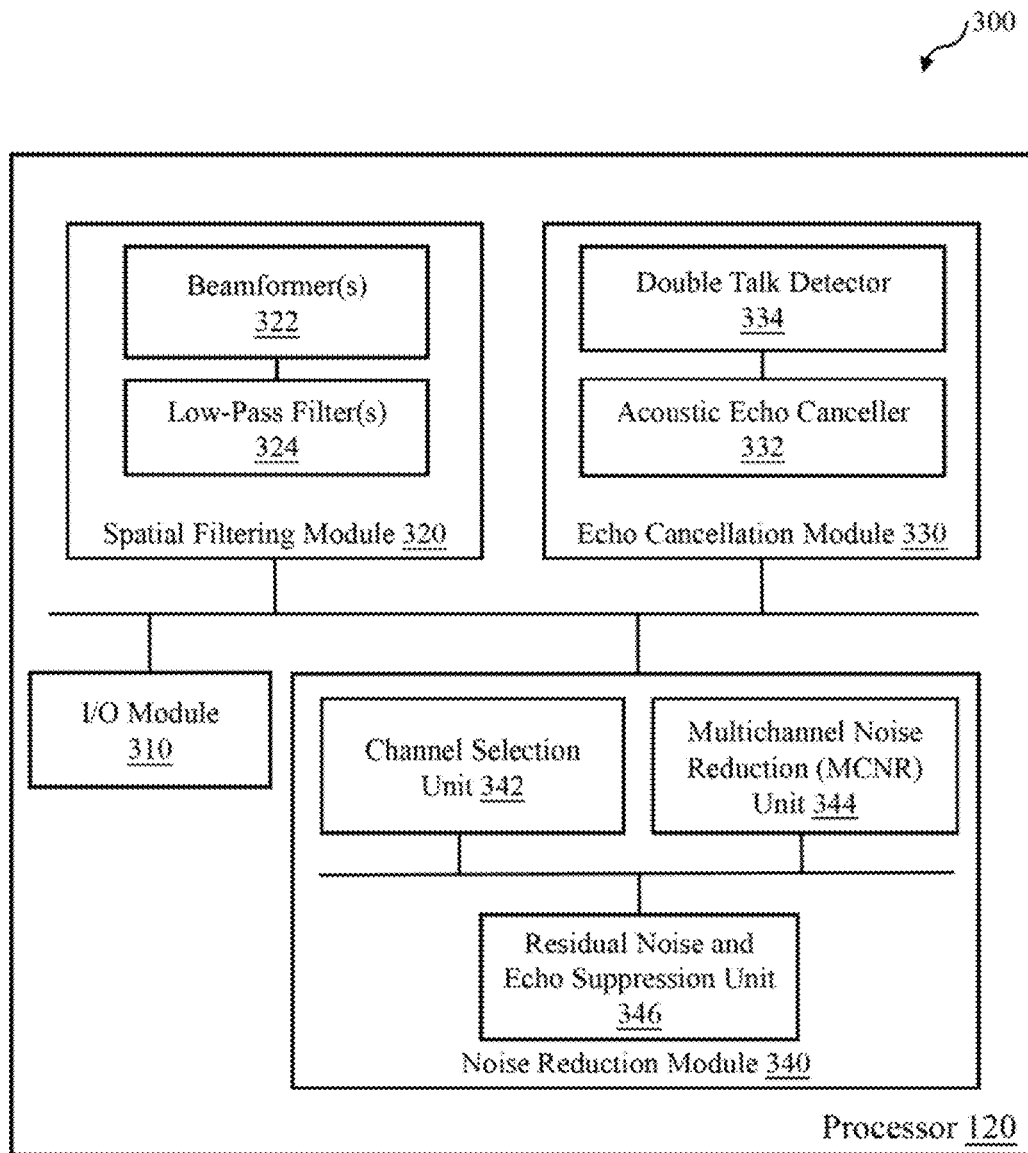 300
Beamformer(s)
322
Low-Pass Filter(s)
324
Spatial Filtering Module 320
Double Talk Detector
334
Acoustic Echo Canceller
332
Echo Cancellation Module 330
I/O Module
310
Channel Selection
Unit 342
Multichannel Noise
Reduction (MCNR)
Unit 344
Residual Noise and
Echo Suppression Unit
346
Noise Reduction Module 340
Processor 120